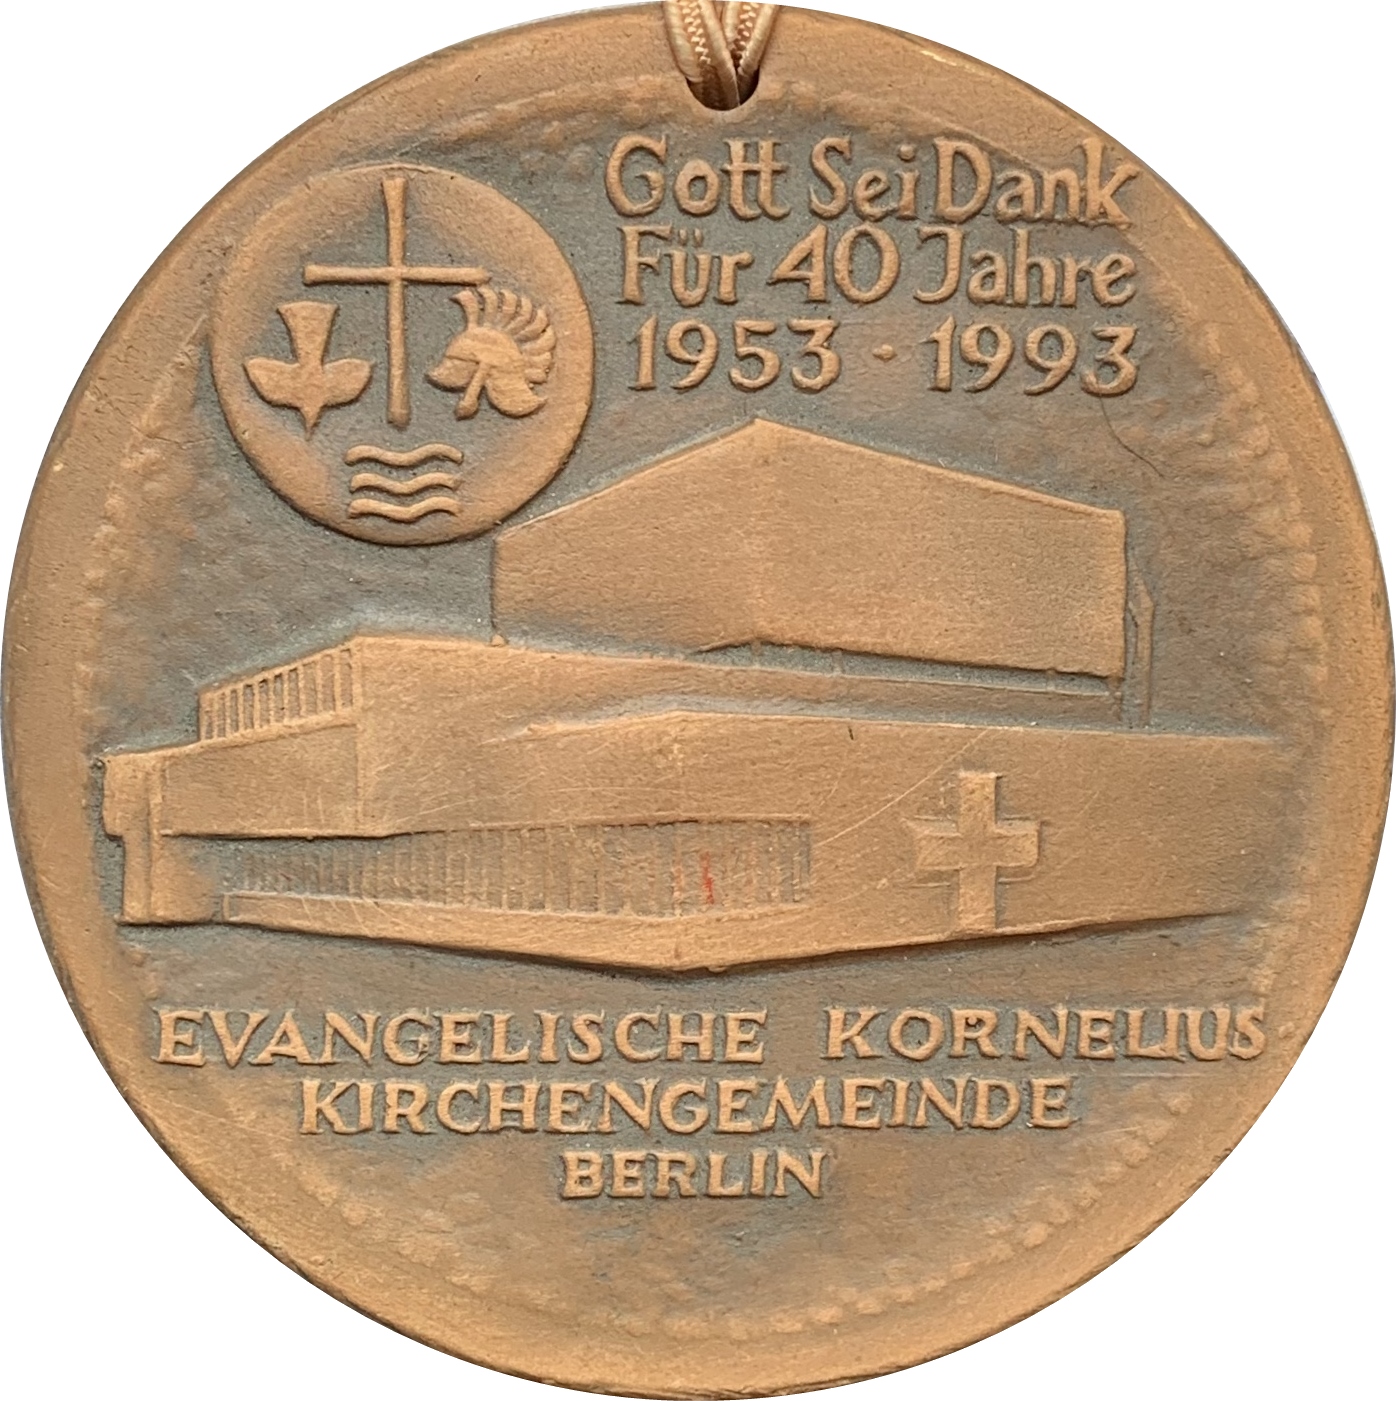 Gott Sei Dank
Für 40 Jahre
1953 · 1993
EVANGELISCHE KORNELIUS
KIRCHENGEMEINDE
BERLIN